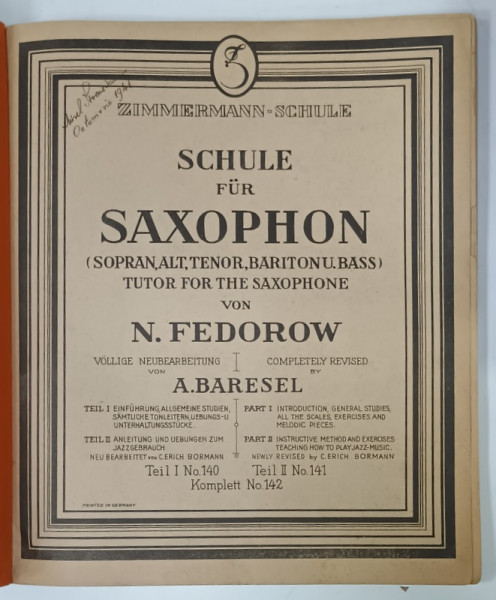 Octombrie 1941
ZIMMERMANN-SCHULE
SCHULE
FÜR
SAXOPHON
(SOPRAN, ALT, TENOR, BARITON U. BASS)
TUTOR FOR THE SAXOPHONE
VON
N. FEDOROW
VÖLLIGE NEUBEARBEITUNG
VON
COMPLETELY REVISED
BY
A. BARESEL
TEIL I EINFÜHRUNG, ALLGEMEINE STUDIEN,
SÄMTLICHE TONLEITERN, UEBUNGS- U.
UNTERHALTUNGSSTÜCKE.
TEIL II ANLEITUNG UND UEBUNGEN ZUM
JAZZGEBRAUCH
NEU BEARBEITET von C. ERICH BORMANN
PART I INTRODUCTION, GENERAL STUDIES,
ALL THE SCALES, EXERCISES AND
MELODIC PIECES.
PART II INSTRUCTIVE METHOD AND EXERCISES
TEACHING HOW TO PLAY JAZZ-MUSIC.
NEWLY REVISED by C. ERICH BORMANN
Teil I No. 140 Teil II No. 141
Komplett No. 142
PRINTED IN GERMANY